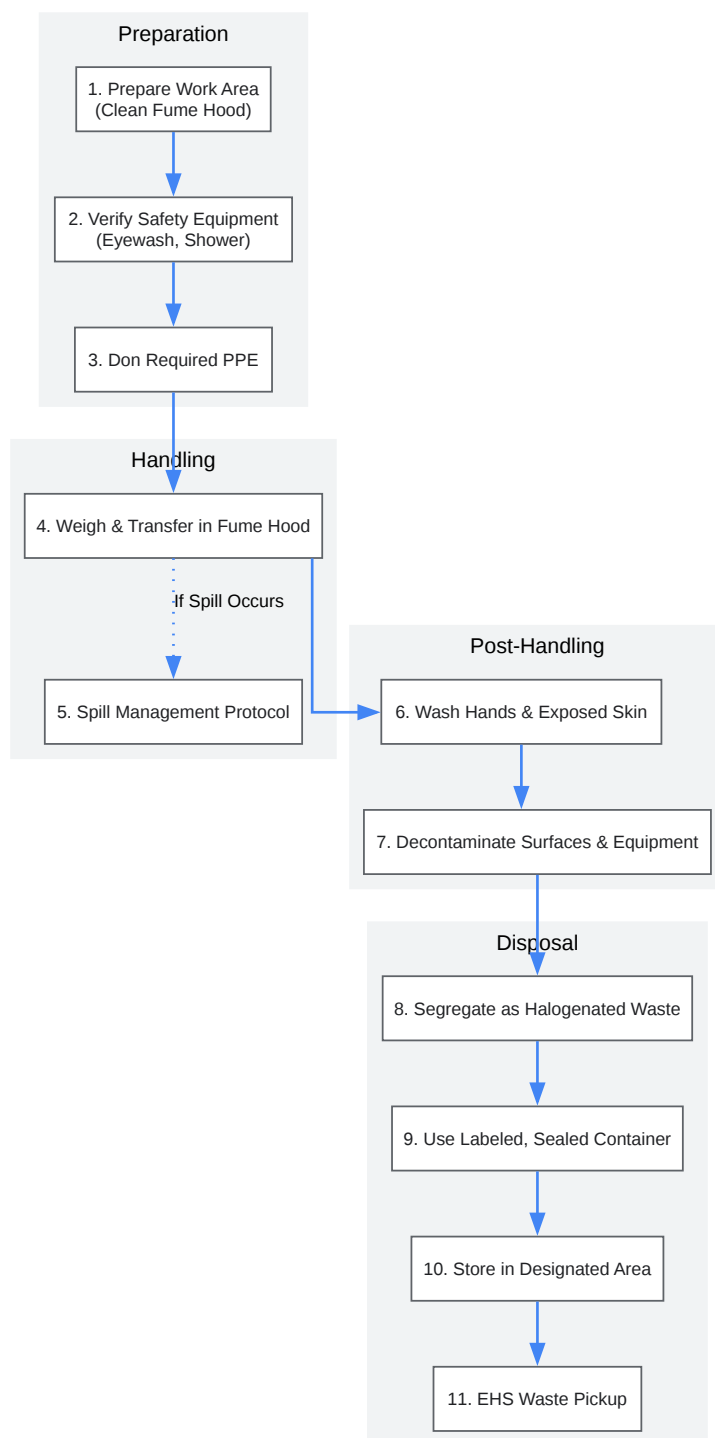 Preparation
1. Prepare Work Area
(Clean Fume Hood)
2. Verify Safety Equipment
(Eyewash, Shower)
3. Don Required PPE
Handling
4. Weigh & Transfer in Fume Hood
If Spill Occurs
5. Spill Management Protocol
Post-Handling
6. Wash Hands & Exposed Skin
7. Decontaminate Surfaces & Equipment
Disposal
8. Segregate as Halogenated Waste
9. Use Labeled, Sealed Container
10. Store in Designated Area
11. EHS Waste Pickup